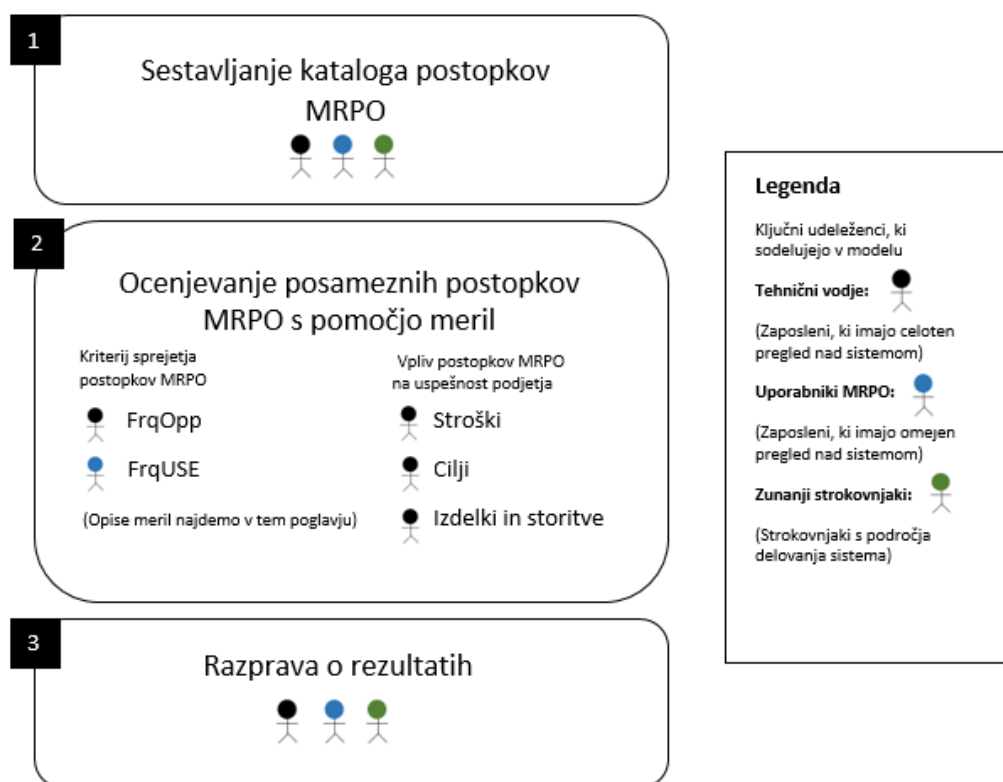 1
Sestavljanje kataloga postopkov
MRPO
2
Ocenjevanje posameznih postopkov
MRPO s pomočjo meril
Kriterij sprejetja
postopkov MRPO
FrqOpp
FrqUSE
(Opise meril najdemo v tem poglavju)
Vpliv postopkov MRPO
na uspešnost podjetja
Stroški
Cilji
Izdelki in storitve
3
Razprava o rezultatih
Legenda
Ključni udeleženci, ki
sodelujejo v modelu
Tehnični vodje:
(Zaposleni, ki imajo celoten
pregled nad sistemom)
Uporabniki MRPO:
(Zaposleni, ki imajo omejen
pregled nad sistemom)
Zunanji strokovnjaki:
(Strokovnjaki s področja
delovanja sistema)